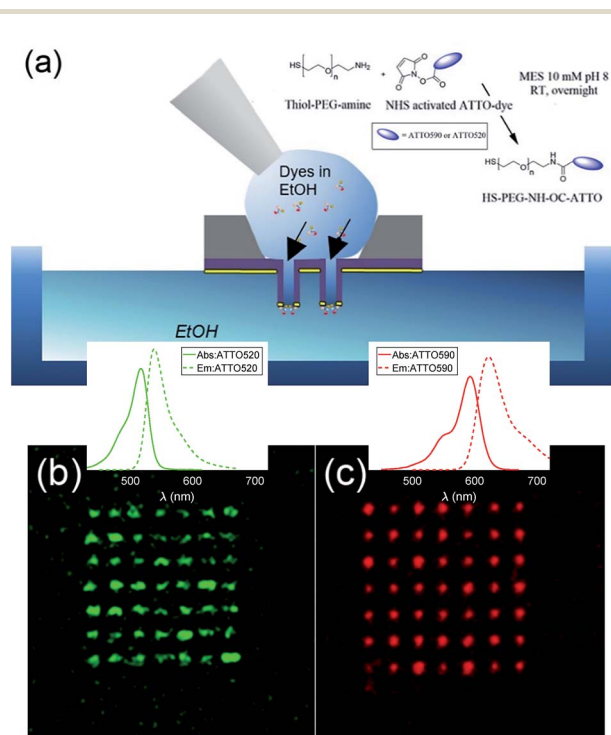 (a)
HS
O
n
NH₂
+
O
N
O
O
O
MES 10 mM pH 8
RT, overnight
Thiol-PEG-amine
NHS activated ATTO-dye
= ATTO590 or ATTO520
HS
O
n
H
N
O
HS-PEG-NH-OC-ATTO
Dyes in
EtOH
EtOH
Abs:ATTO520
Em:ATTO520
Abs:ATTO590
Em:ATTO590
(b)
500
600
700
λ (nm)
(c)
500
600
700
λ (nm)